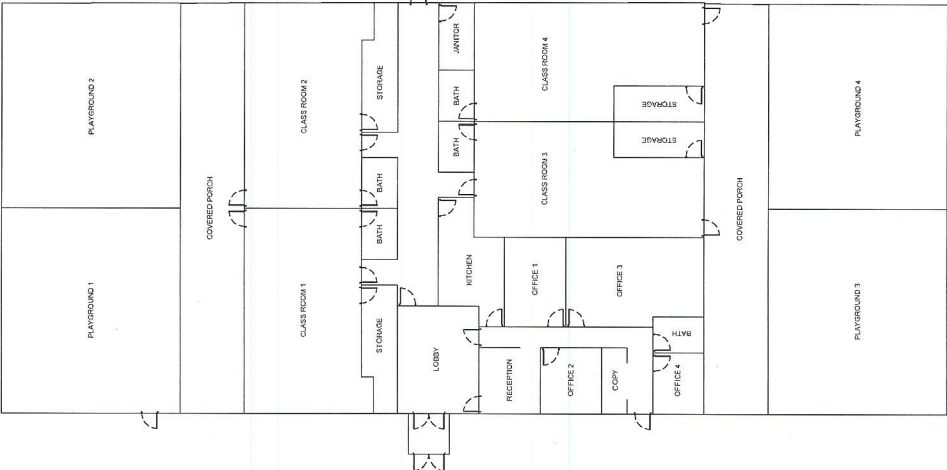 PLAYGROUND 2
COVERED PORCH
CLASS ROOM 2
STORAGE
BATH
JANITOR
BATH
BATH
CLASS ROOM 4
STORAGE
STORAGE
CLASS ROOM 3
COVERED PORCH
PLAYGROUND 4
PLAYGROUND 1
CLASS ROOM 1
BATH
STORAGE
LOBBY
KITCHEN
OFFICE 1
OFFICE 3
RECEPTION
OFFICE 2
COPY
BATH
OFFICE 4
PLAYGROUND 3